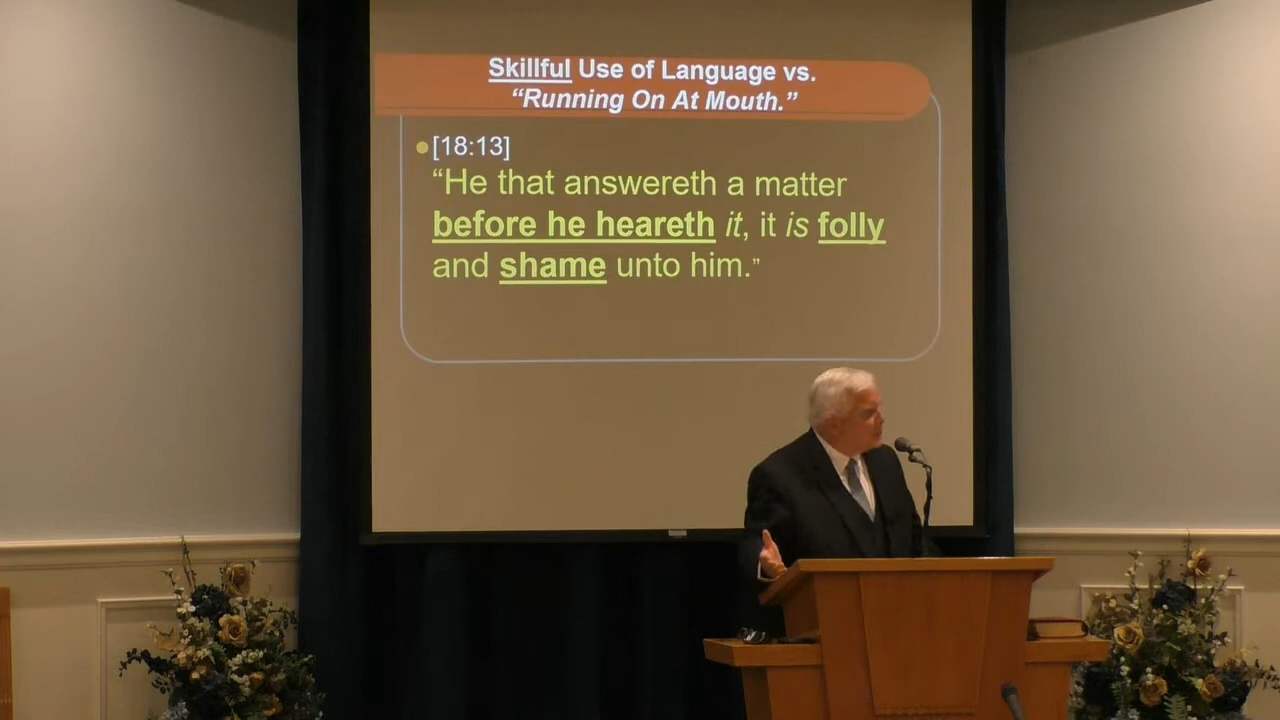 Skillful Use of Language vs.
“Running On At Mouth.”
[18:13]
“He that answereth a matter
before he heareth it, it is folly
and shame unto him.”